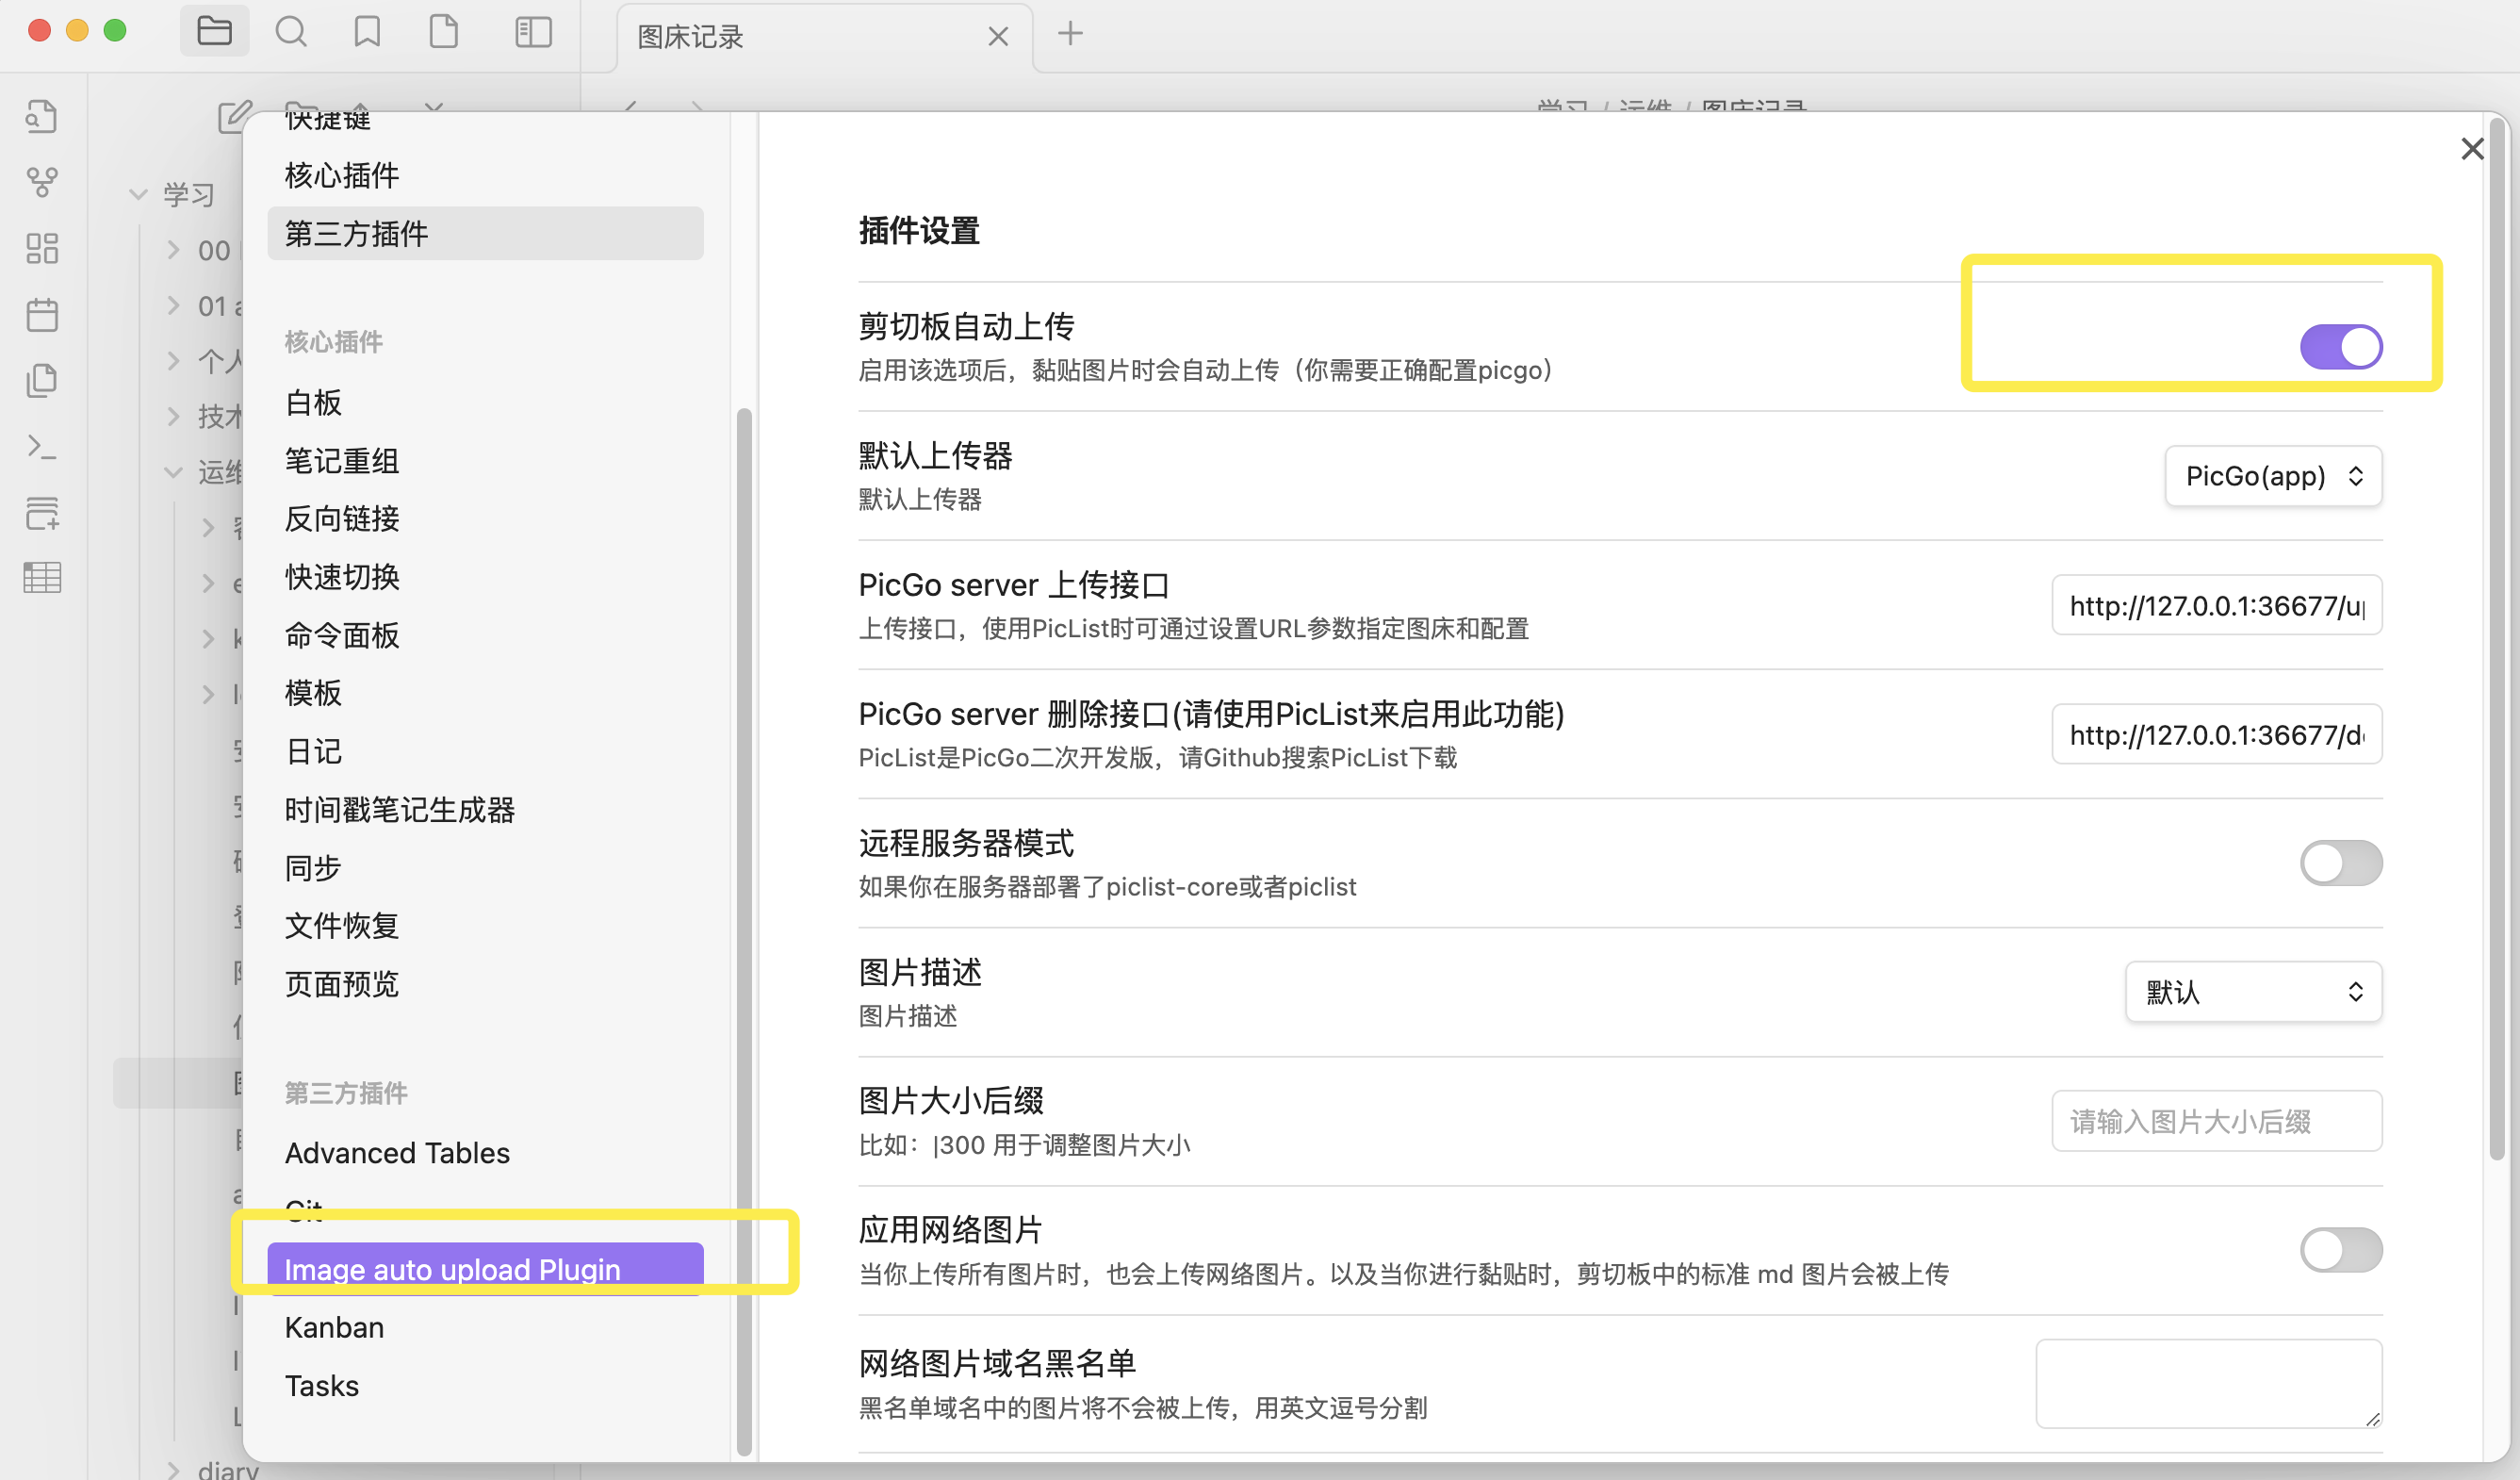 图床记录
学习 / 运维 / 图床记录
学习
00
01
个人
技术
运维
diary
快捷键
核心插件
第三方插件
核心插件
白板
笔记重组
反向链接
快速切换
命令面板
模板
日记
时间戳笔记生成器
同步
文件恢复
页面预览
第三方插件
Advanced Tables
Git
Image auto upload Plugin
Kanban
Tasks
插件设置
剪切板自动上传
启用该选项后，黏贴图片时会自动上传（你需要正确配置picgo）
默认上传器
默认上传器
PicGo(app)
PicGo server 上传接口
上传接口，使用PicList时可通过设置URL参数指定图床和配置
http://127.0.0.1:36677/u
PicGo server 删除接口(请使用PicList来启用此功能)
PicList是PicGo二次开发版，请Github搜索PicList下载
http://127.0.0.1:36677/d
远程服务器模式
如果你在服务器部署了piclist-core或者piclist
图片描述
图片描述
默认
图片大小后缀
比如：|300 用于调整图片大小
请输入图片大小后缀
应用网络图片
当你上传所有图片时，也会上传网络图片。以及当你进行黏贴时，剪切板中的标准 md 图片会被上传
网络图片域名黑名单
黑名单域名中的图片将不会被上传，用英文逗号分割